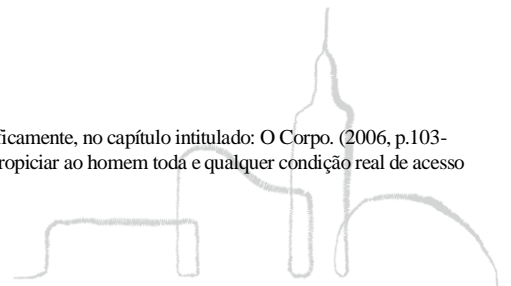 ficamente, no capítulo intitulado: O Corpo. (2006, p.103-
ropiciar ao homem toda e qualquer condição real de acesso